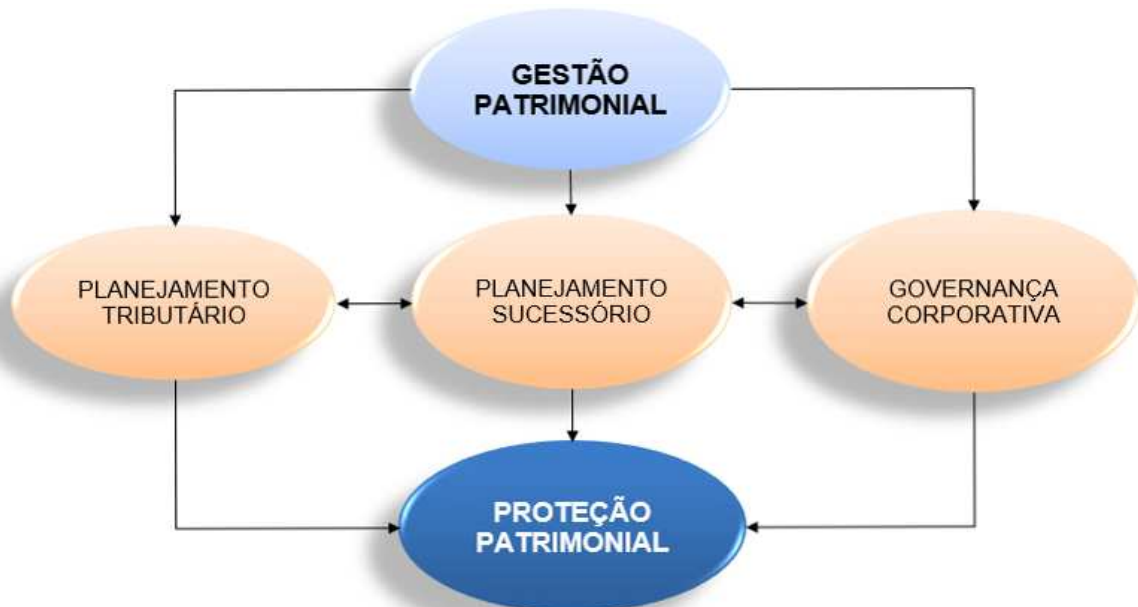 GESTÃO
PATRIMONIAL
PLANEJAMENTO
TRIBUTÁRIO
PLANEJAMENTO
SUCESSÓRIO
GOVERNANÇA
CORPORATIVA
PROTEÇÃO
PATRIMONIAL